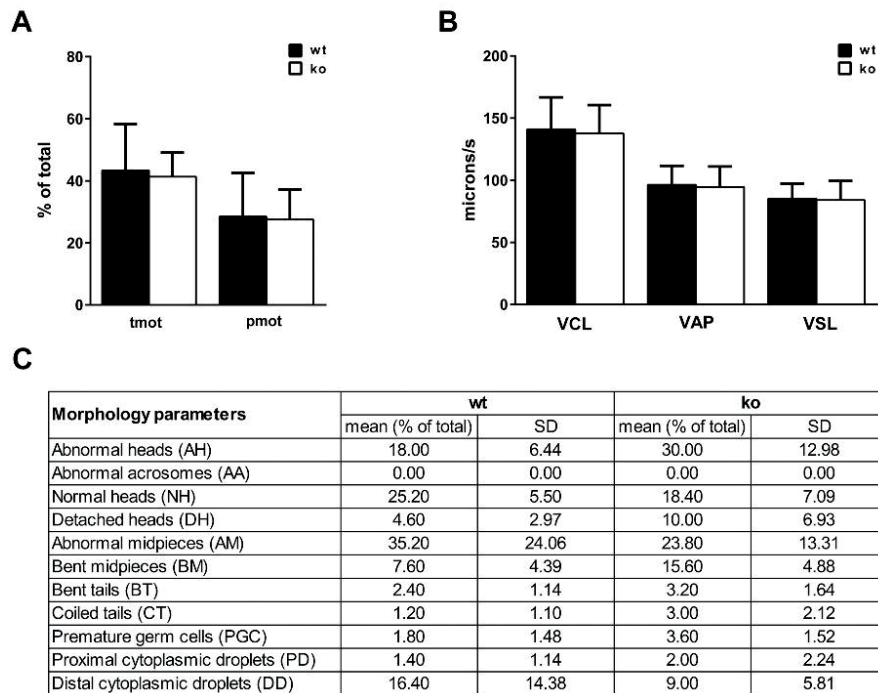 A
wt
ko
% of total
80
60
40
20
0
tmot pmot
B
wt
ko
microns/s
200
150
100
50
0
VCL VAP VSL
C
Morphology parameters wt ko
mean (% of total) SD mean (% of total) SD
Abnormal heads (AH) 18.00 6.44 30.00 12.98
Abnormal acrosomes (AA) 0.00 0.00 0.00 0.00
Normal heads (NH) 25.20 5.50 18.40 7.09
Detached heads (DH) 4.60 2.97 10.00 6.93
Abnormal midpieces (AM) 35.20 24.06 23.80 13.31
Bent midpieces (BM) 7.60 4.39 15.60 4.88
Bent tails (BT) 2.40 1.14 3.20 1.64
Coiled tails (CT) 1.20 1.10 3.00 2.12
Premature germ cells (PGC) 1.80 1.48 3.60 1.52
Proximal cytoplasmic droplets (PD) 1.40 1.14 2.00 2.24
Distal cytoplasmic droplets (DD) 16.40 14.38 9.00 5.81